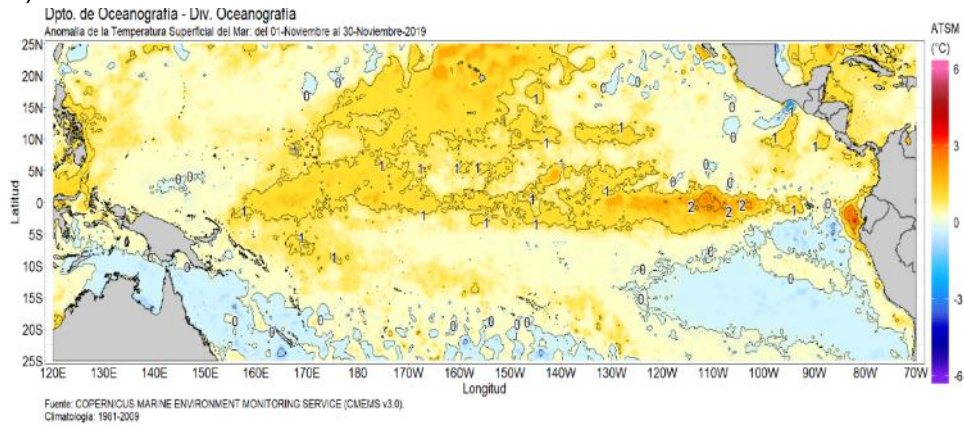 Dpto. de Oceanografía - Div. Oceanografía
Anomalía de la Temperatura Superficial del Mar: del 01-Noviembre al 30-Noviembre-2019
ATSM
(°C)
6
3
0
-3
-6
Latitud
25N
20N
15N
10N
5N
0
5S
10S
15S
20S
25S
120E 130E 140E 150E 160E 170E 180 170W 160W 150W 140W 130W 120W 110W 100W 90W 80W 70W
Longitud
Fuente: COPERNICUS MARINE ENVIRONMENT MONITORING SERVICE (CMEMS v3.0).
Climatología: 1981-2009